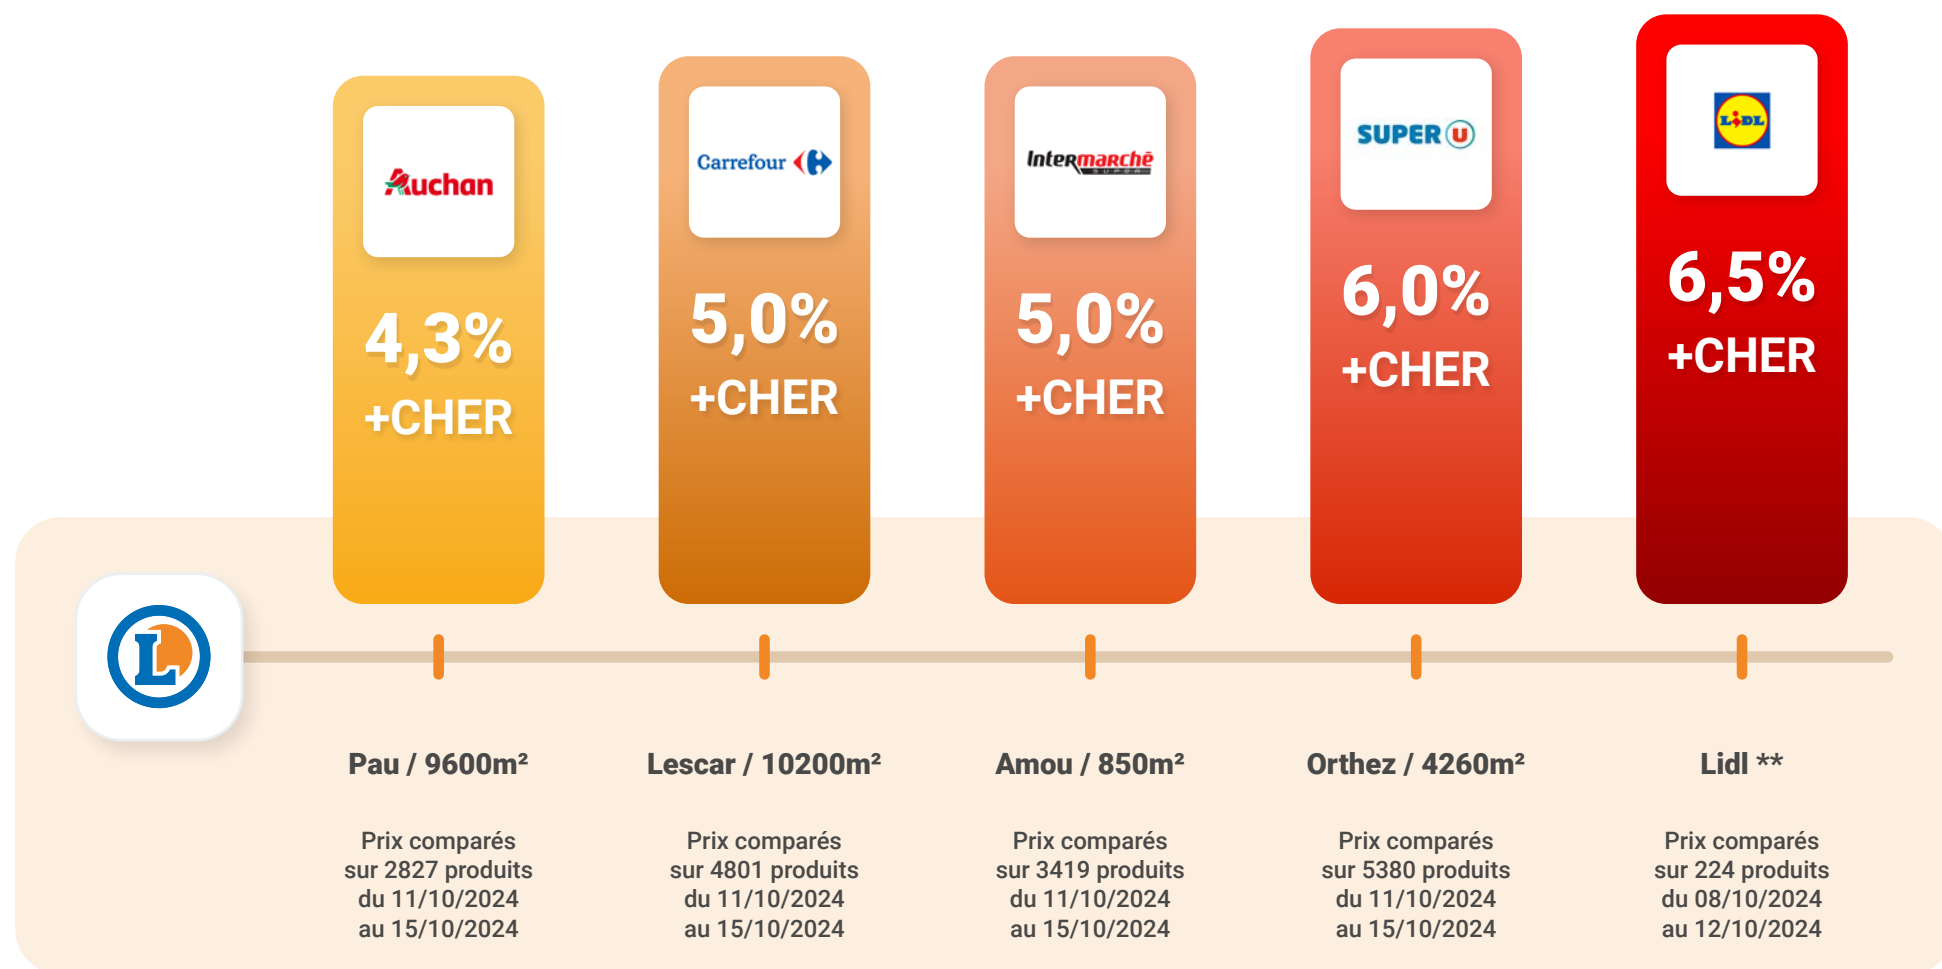 Auchan
4,3%
+CHER
Carrefour
5,0%
+CHER
Intermarchē
SUPER
5,0%
+CHER
SUPER U
6,0%
+CHER
LiDL
6,5%
+CHER
L
Pau / 9600m²
Prix comparés
sur 2827 produits
du 11/10/2024
au 15/10/2024
Lescar / 10200m²
Prix comparés
sur 4801 produits
du 11/10/2024
au 15/10/2024
Amou / 850m²
Prix comparés
sur 3419 produits
du 11/10/2024
au 15/10/2024
Orthez / 4260m²
Prix comparés
sur 5380 produits
du 11/10/2024
au 15/10/2024
Lidl **
Prix comparés
sur 224 produits
du 08/10/2024
au 12/10/2024